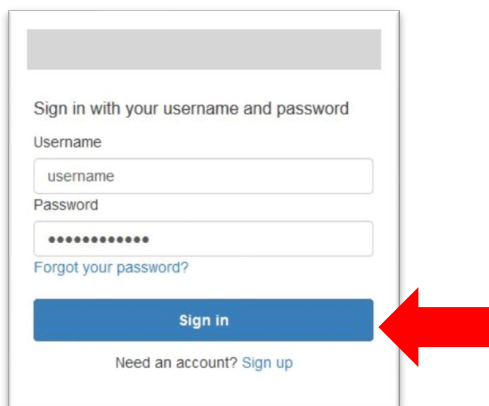 Sign in with your username and password
Username
username
Password
••••••••••••
Forgot your password?
Sign in
Need an account? Sign up